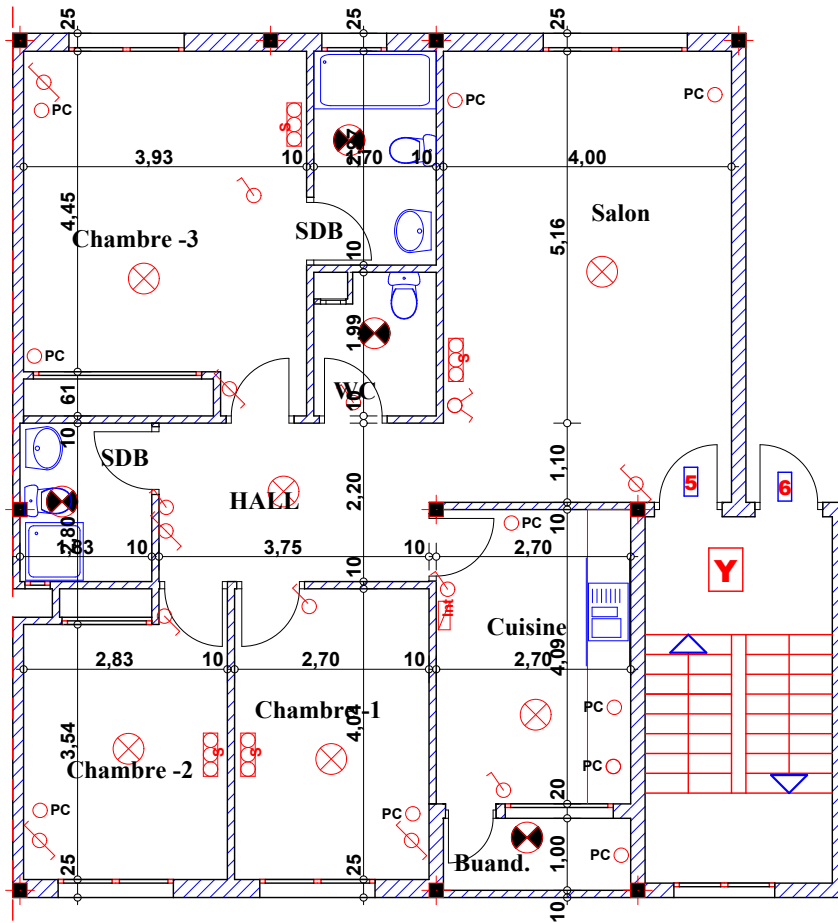 25
25
PC
PC
PC
S
3,93
10
1,70
10
4,00
2,97
4,45
5,16
Chambre -3
SDB
Salon
10
1,99
PC
S
61
WC
10
10
SDB
HALL
2,20
1,10
5
6
PC
10
2,80
1,83
10
3,75
10
2,70
10
Y
Int
Cuisine
2,83
10
2,70
10
2,70
4,09
Chambre -1
4,04
PC
3,54
S
S
Chambre -2
PC
PC
PC
20
Buand.
1,00
PC
25
25
10